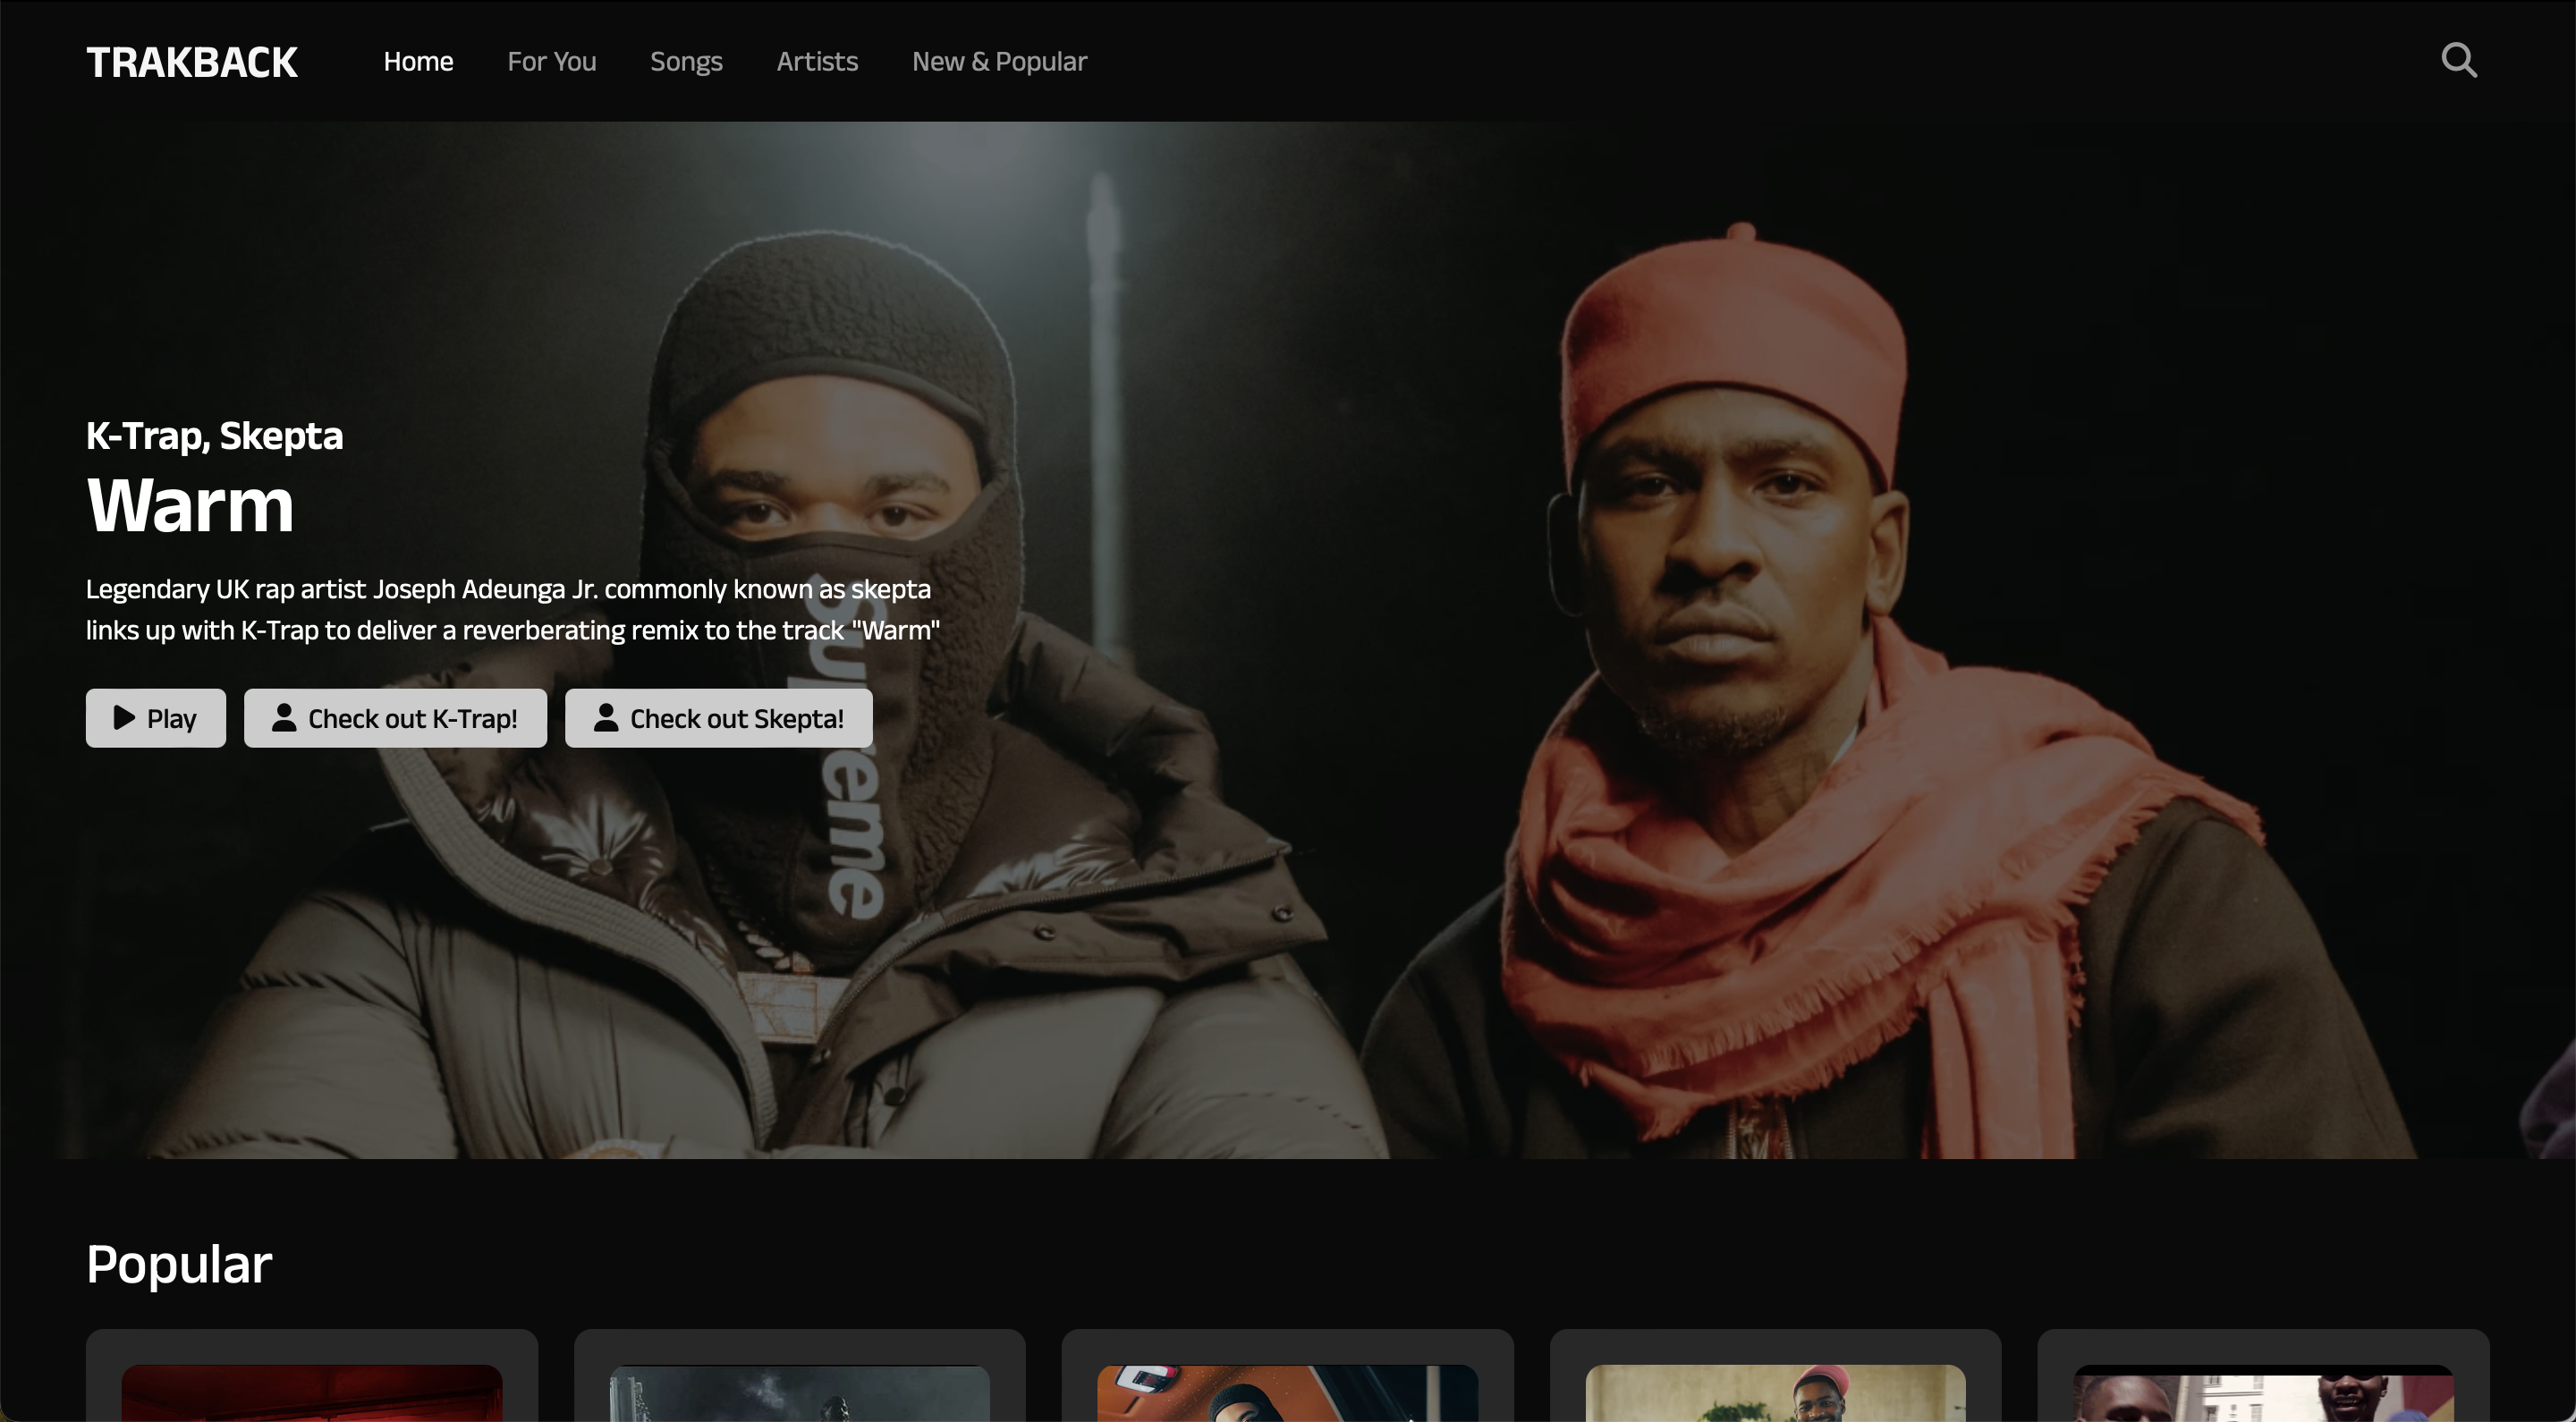 TRAKBACK Home For You Songs Artists New & Popular
K-Trap, Skepta
Warm
Legendary UK rap artist Joseph Adeunga Jr. commonly known as skepta
links up with K-Trap to deliver a reverberating remix to the track "Warm"
Play Check out K-Trap! Check out Skepta!
Supreme
Popular